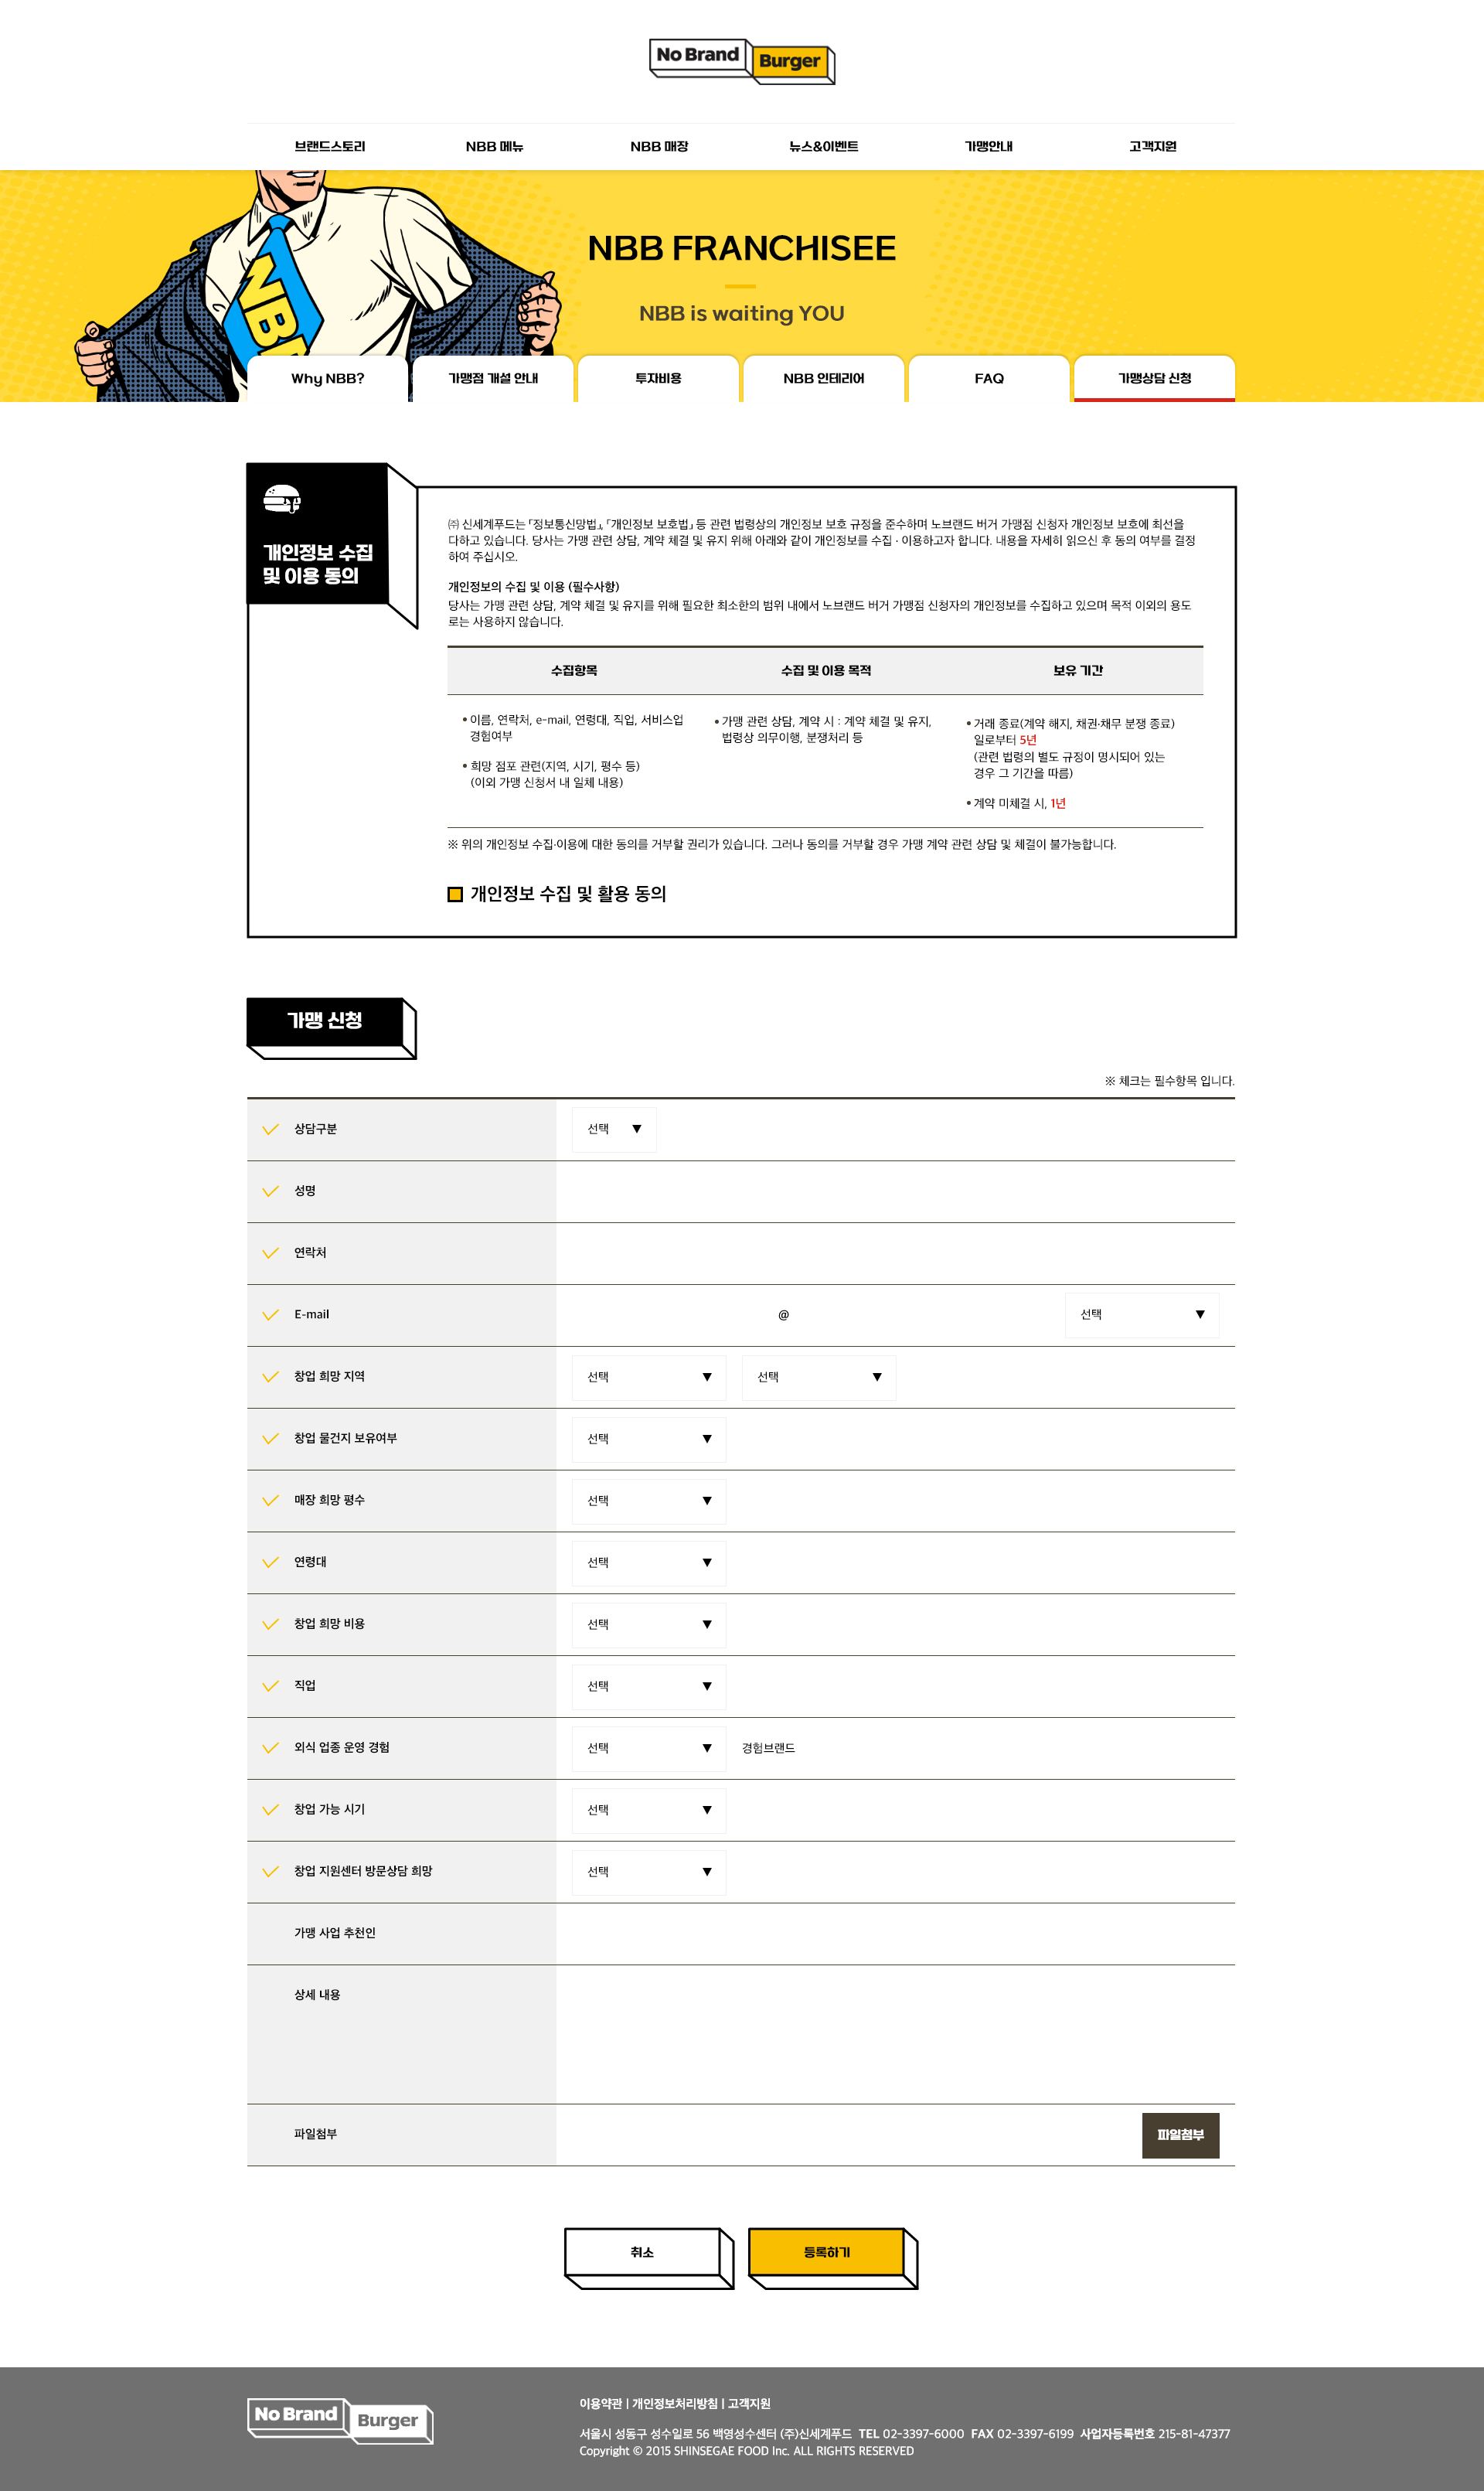 No Brand Burger
브랜드스토리 NBB 메뉴 NBB 매장 뉴스&이벤트 가맹안내 고객지원
NBB FRANCHISEE
NBB is waiting YOU
NBB
Why NBB? 가맹점 개설 안내 투자비용 NBB 인테리어 FAQ 가맹상담 신청
개인정보 수집
및 이용 동의
㈜ 신세계푸드는 「정보통신망법」, 「개인정보 보호법」 등 관련 법령상의 개인정보 보호 규정을 준수하며 노브랜드 버거 가맹점 신청자 개인정보 보호에 최선을
다하고 있습니다. 당사는 가맹 관련 상담, 계약 체결 및 유지 위해 아래와 같이 개인정보를 수집 · 이용하고자 합니다. 내용을 자세히 읽으신 후 동의 여부를 결정
하여 주십시오.
개인정보의 수집 및 이용 (필수사항)
당사는 가맹 관련 상담, 계약 체결 및 유지를 위해 필요한 최소한의 범위 내에서 노브랜드 버거 가맹점 신청자의 개인정보를 수집하고 있으며 목적 이외의 용도
로는 사용하지 않습니다.
수집항목 수집 및 이용 목적 보유 기간
• 이름, 연락처, e-mail, 연령대, 직업, 서비스업
경험여부
• 희망 점포 관련(지역, 시기, 평수 등)
(이외 가맹 신청서 내 일체 내용)
• 가맹 관련 상담, 계약 시 : 계약 체결 및 유지,
법령상 의무이행, 분쟁처리 등
• 거래 종료(계약 해지, 채권·채무 분쟁 종료)
일로부터 5년
(관련 법령의 별도 규정이 명시되어 있는
경우 그 기간을 따름)
• 계약 미체결 시, 1년
※ 위의 개인정보 수집·이용에 대한 동의를 거부할 권리가 있습니다. 그러나 동의를 거부할 경우 가맹 계약 관련 상담 및 체결이 불가능합니다.
개인정보 수집 및 활용 동의
가맹 신청
※ 체크는 필수항목 입니다.
상담구분 선택 ▼
성명
연락처
E-mail @ 선택 ▼
창업 희망 지역 선택 ▼ 선택 ▼
창업 물건지 보유여부 선택 ▼
매장 희망 평수 선택 ▼
연령대 선택 ▼
창업 희망 비용 선택 ▼
직업 선택 ▼
외식 업종 운영 경험 선택 ▼ 경험브랜드
창업 가능 시기 선택 ▼
창업 지원센터 방문상담 희망 선택 ▼
가맹 사업 추천인
상세 내용
파일첨부 파일첨부
취소 등록하기
No Brand Burger
이용약관 | 개인정보처리방침 | 고객지원
서울시 성동구 성수일로 56 백영성수센터 (주)신세계푸드 TEL 02-3397-6000 FAX 02-3397-6199 사업자등록번호 215-81-47377
Copyright © 2015 SHINSEGAE FOOD Inc. ALL RIGHTS RESERVED